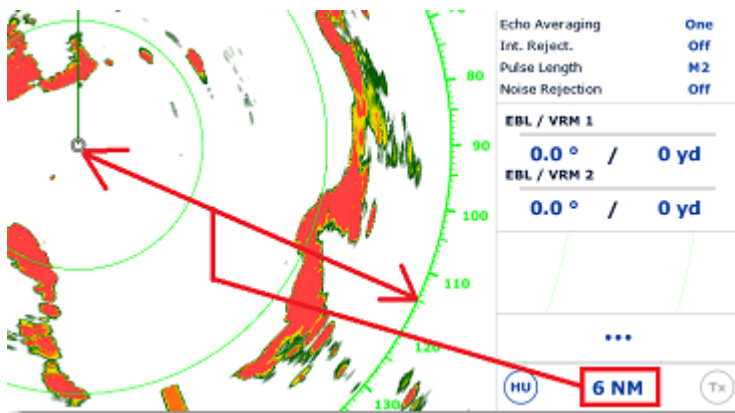 Echo Averaging One
Int. Reject. Off
Pulse Length M2
Noise Rejection Off
EBL / VRM 1
0.0 ° / 0 yd
EBL / VRM 2
0.0 ° / 0 yd
80
90
100
110
120
130
•••
HU
6 NM
Tx